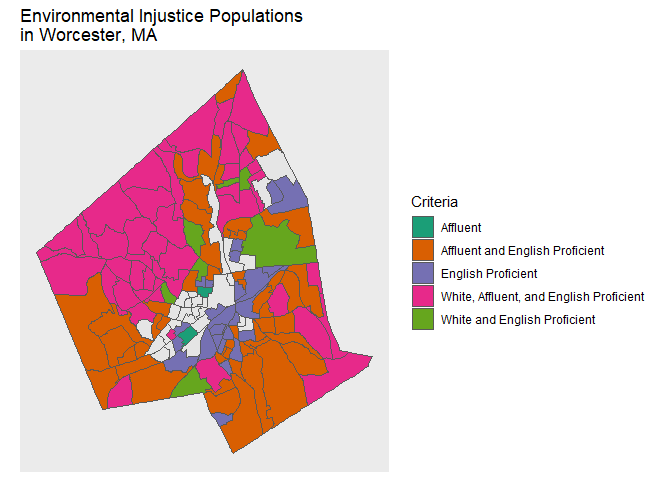 Environmental Injustice Populations
in Worcester, MA
Criteria
Affluent
Affluent and English Proficient
English Proficient
White, Affluent, and English Proficient
White and English Proficient